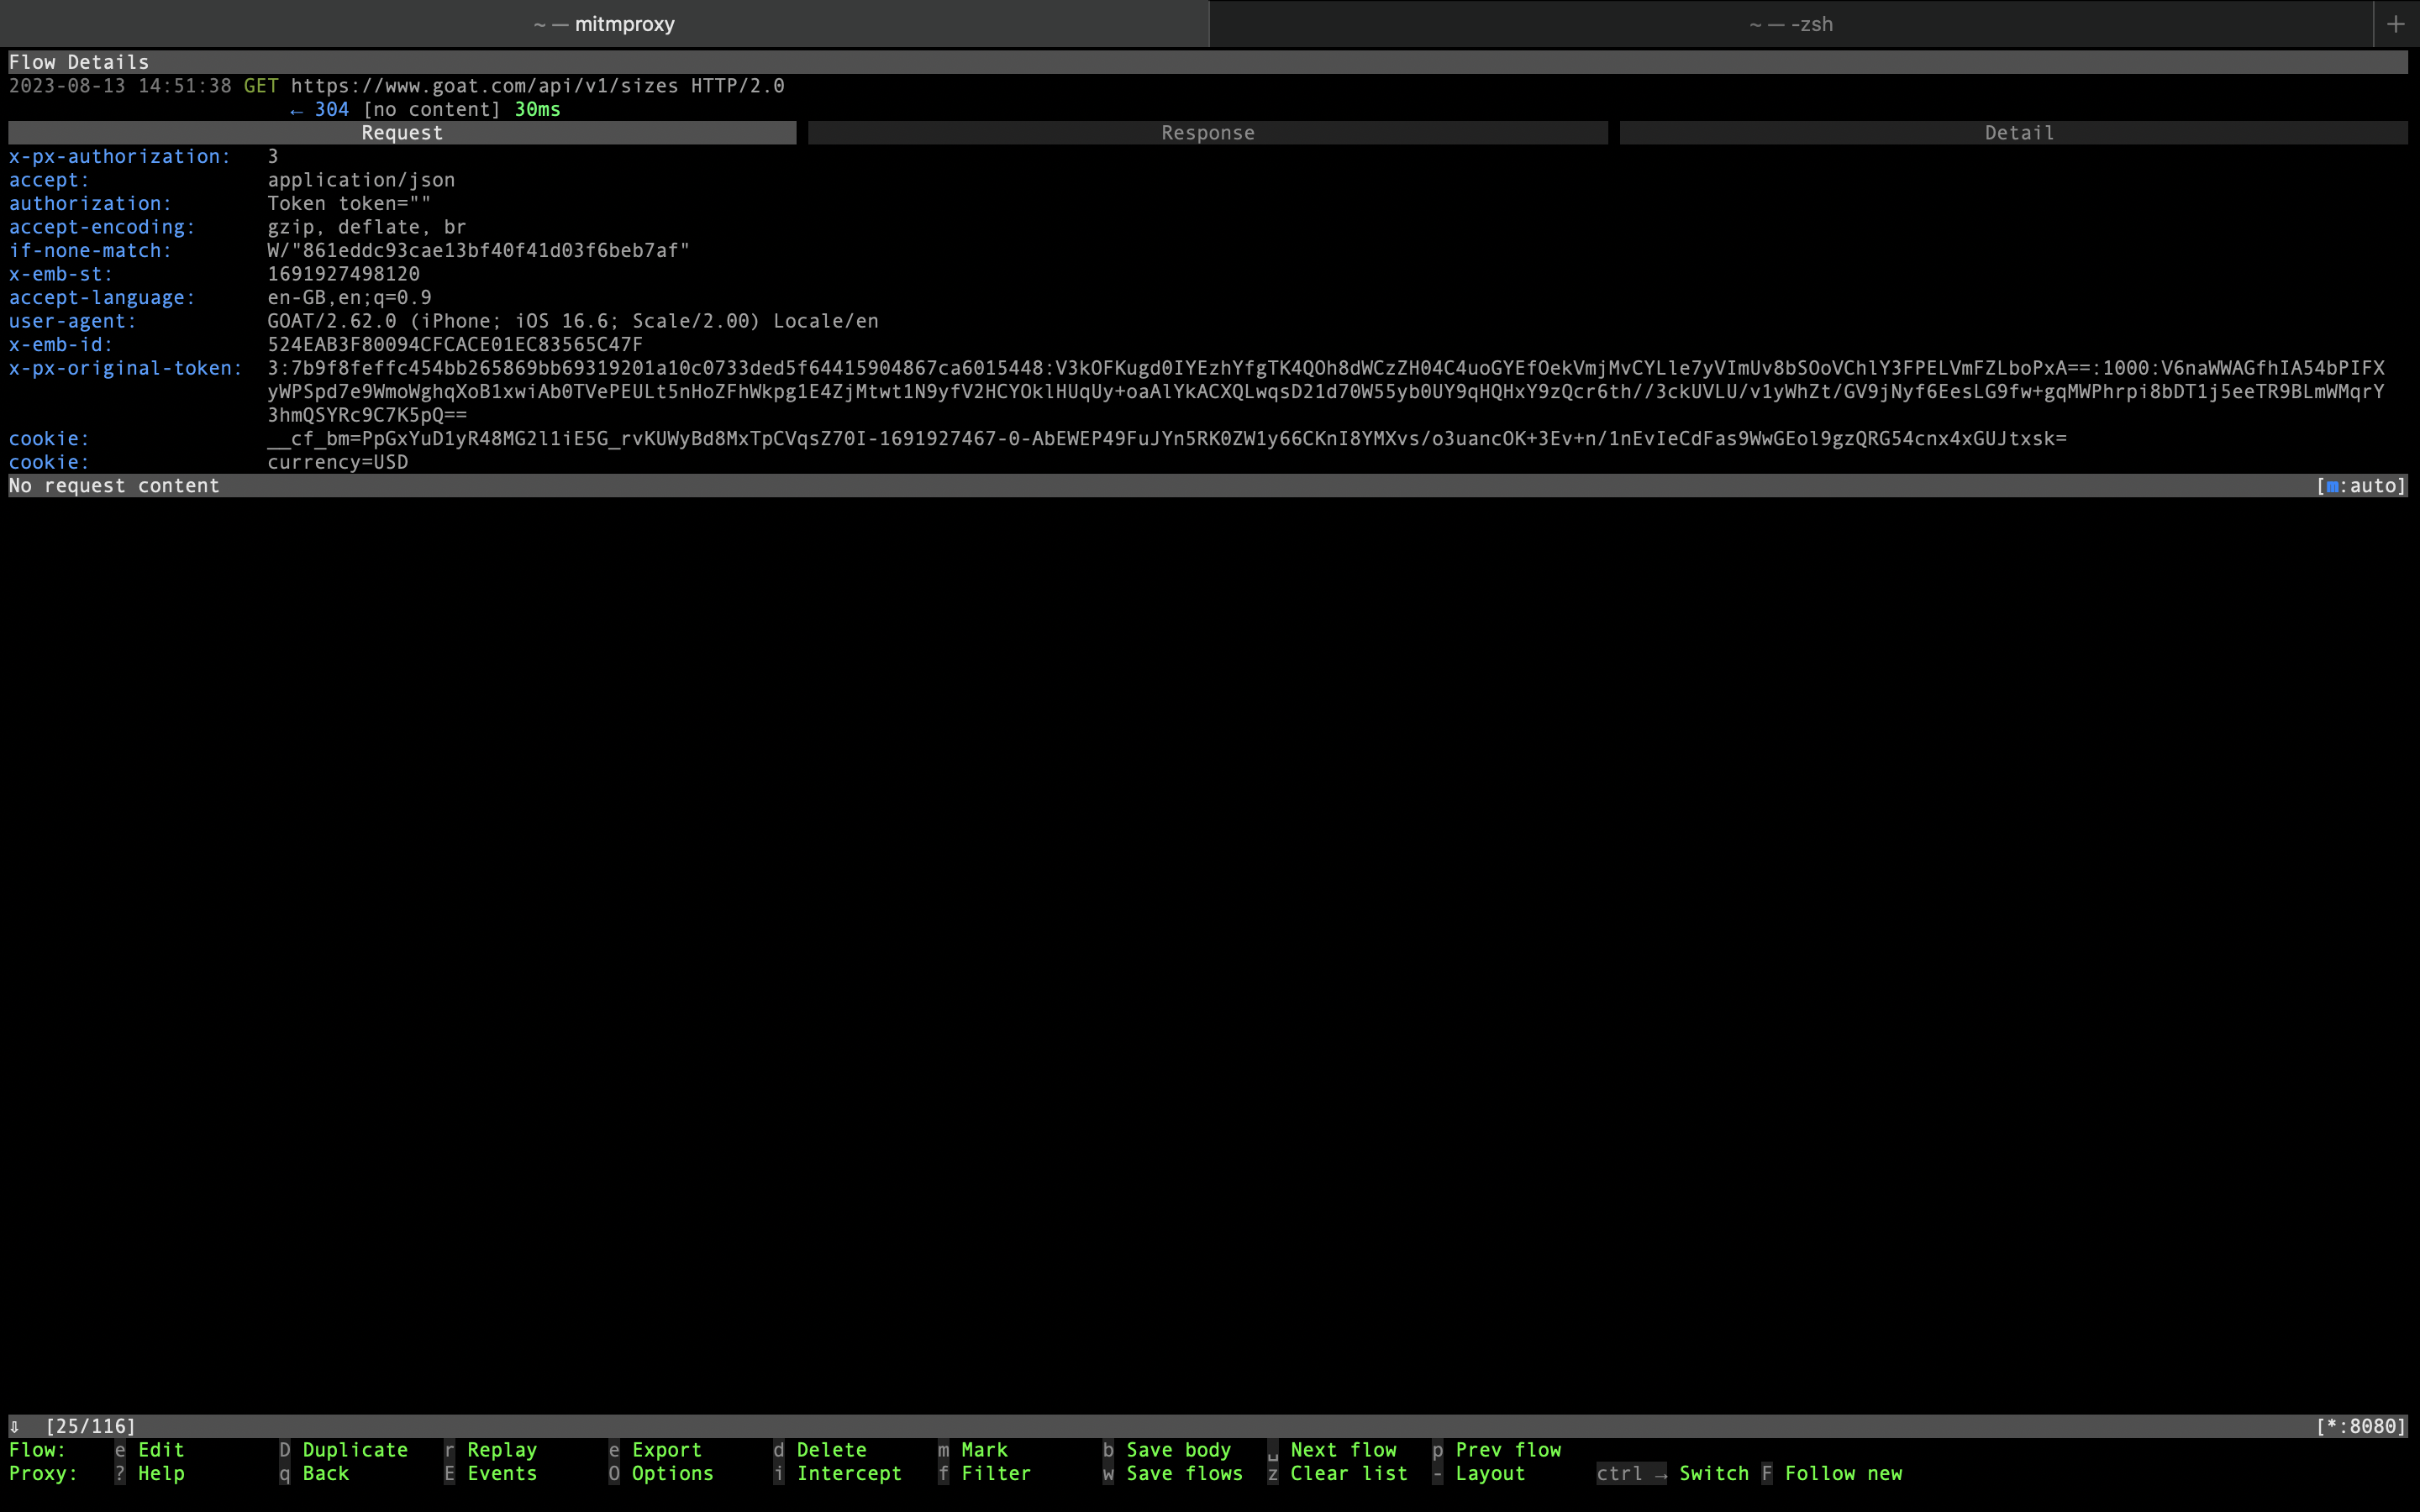 ~ — mitmproxy
~ — -zsh
+
Flow Details
2023-08-13 14:51:38 GET https://www.goat.com/api/v1/sizes HTTP/2.0
← 304 [no content] 30ms
Request Response Detail
x-px-authorization: 3
accept: application/json
authorization: Token token=""
accept-encoding: gzip, deflate, br
if-none-match: W/"861eddc93cae13bf40f41d03f6beb7af"
x-emb-st: 1691927498120
accept-language: en-GB,en;q=0.9
user-agent: GOAT/2.62.0 (iPhone; iOS 16.6; Scale/2.00) Locale/en
x-emb-id: 524EAB3F80094CFCACE01EC83565C47F
x-px-original-token: 3:7b9f8feffc454bb265869bb69319201a10c0733ded5f64415904867ca6015448:V3kOFKugd0IYEzhYfgTK4QOh8dWCzZH04C4uoGYEfOekVmjMvCYLle7yVImUv8bSOoVChlY3FPELVmFZLboPxA==:1000:V6naWWAGfhIA54bPIFX
yWPSpd7e9WmoWghqXoB1xwiAb0TVePEULt5nHoZFhWkpg1E4ZjMtwt1N9yfV2HCYOklHUqUy+oaAlYkACXQLwqsD21d70W55yb0UY9qHQHxY9zQcr6th//3ckUVLU/v1yWhZt/GV9jNyf6EesLG9fw+gqMWPhrpi8bDT1j5eeTR9BLmWMqrY
3hmQSYRc9C7K5pQ==
cookie: __cf_bm=PpGxYuD1yR48MG2l1iE5G_rvKUWyBd8MxTpCVqsZ70I-1691927467-0-AbEWEP49FuJYn5RK0ZW1y66CKnI8YMXvs/o3uancOK+3Ev+n/1nEvIeCdFas9WwGEol9gzQRG54cnx4xGUJtxsk=
cookie: currency=USD
No request content [m:auto]
⇩ [25/116] [*:8080]
Flow: e Edit D Duplicate r Replay e Export d Delete m Mark b Save body ␣ Next flow p Prev flow
Proxy: ? Help q Back E Events O Options i Intercept f Filter w Save flows z Clear list - Layout ctrl → Switch F Follow new